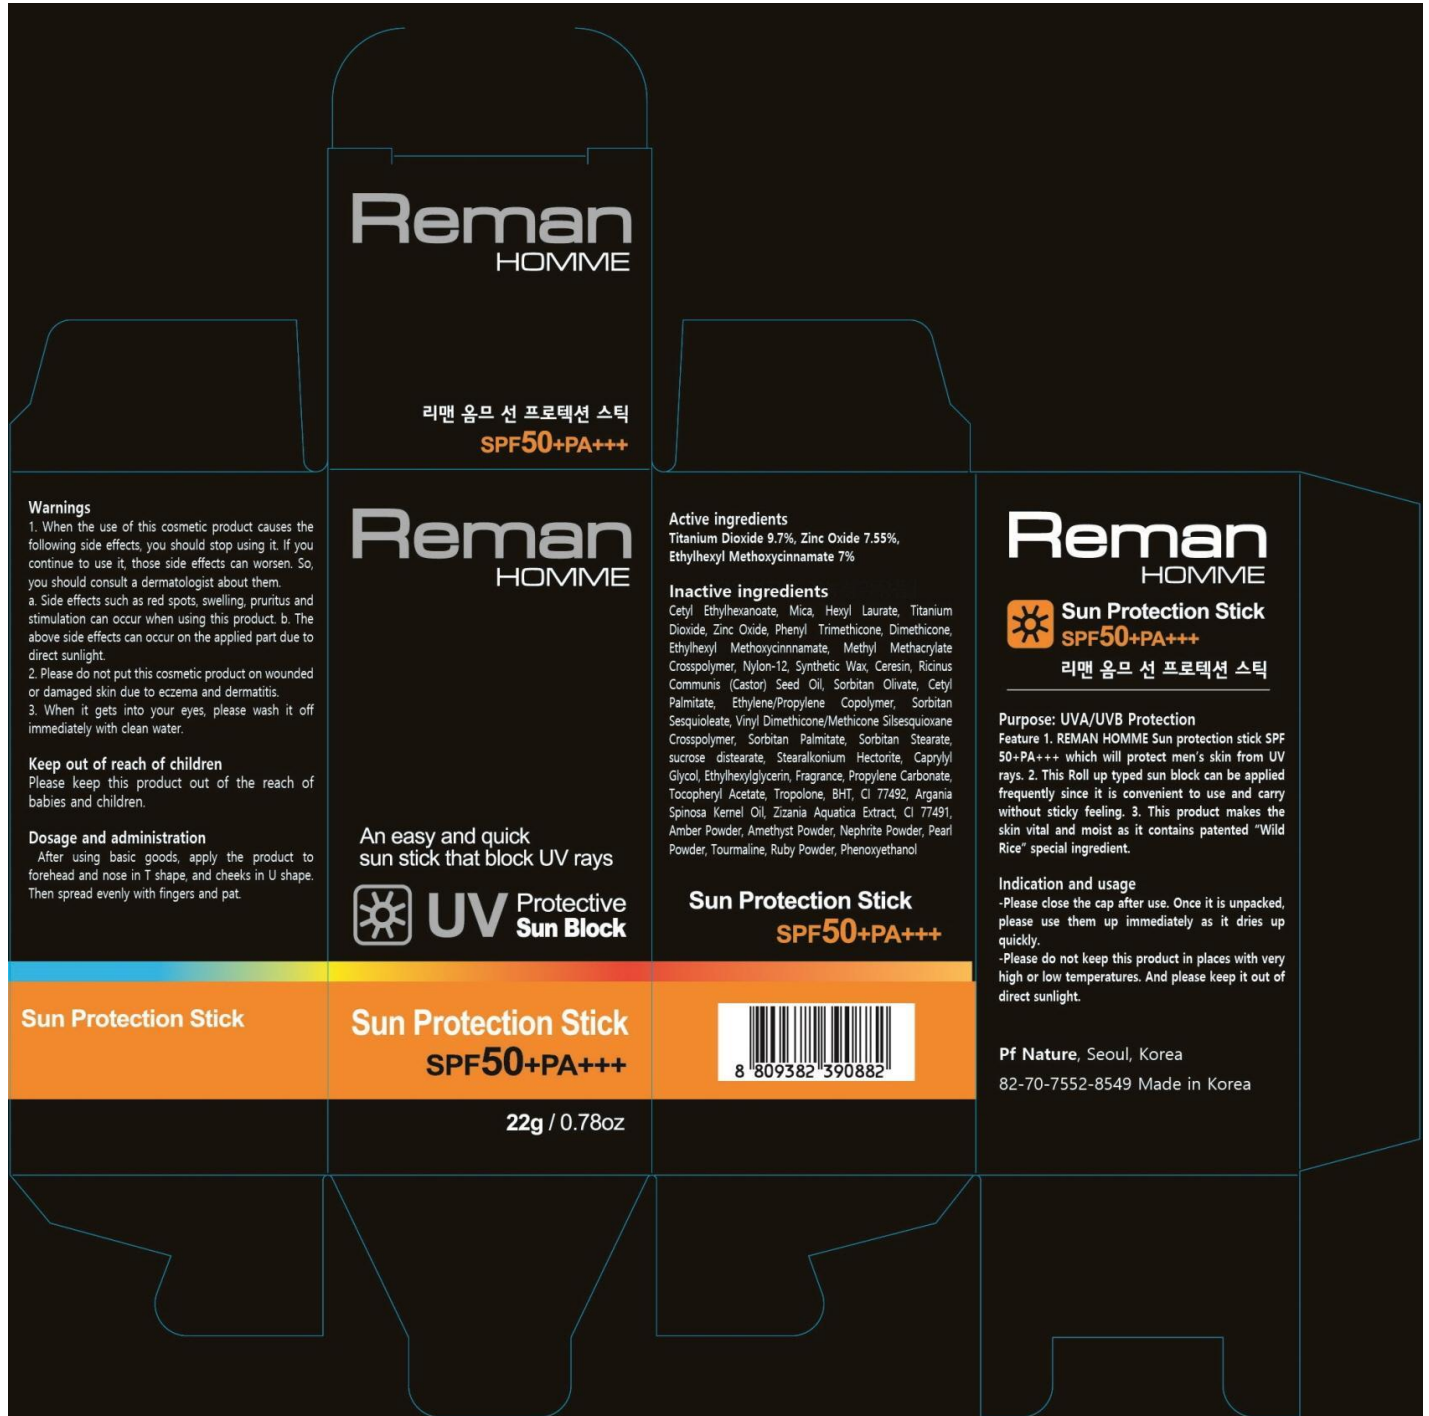 Reman
HOMME
리맨 옴므 선 프로텍션 스틱
SPF50+PA+++
Warnings
1. When the use of this cosmetic product causes the
following side effects, you should stop using it. If you
continue to use it, those side effects can worsen. So,
you should consult a dermatologist about them.
a. Side effects such as red spots, swelling, pruritus and
stimulation can occur when using this product. b. The
above side effects can occur on the applied part due to
direct sunlight.
2. Please do not put this cosmetic product on wounded
or damaged skin due to eczema and dermatitis.
3. When it gets into your eyes, please wash it off
immediately with clean water.
Keep out of reach of children
Please keep this product out of the reach of
babies and children.
Dosage and administration
After using basic goods, apply the product to
forehead and nose in T shape, and cheeks in U shape.
Then spread evenly with fingers and pat.
Sun Protection Stick
Reman
HOMME
An easy and quick
sun stick that block UV rays
UV Protective
Sun Block
Sun Protection Stick
SPF50+PA+++
22g / 0.78oz
Active ingredients
Titanium Dioxide 9.7%, Zinc Oxide 7.55%,
Ethylhexyl Methoxycinnamate 7%
Inactive ingredients
Cetyl Ethylhexanoate, Mica, Hexyl Laurate, Titanium
Dioxide, Zinc Oxide, Phenyl Trimethicone, Dimethicone,
Ethylhexyl Methoxycinnnamate, Methyl Methacrylate
Crosspolymer, Nylon-12, Synthetic Wax, Ceresin, Ricinus
Communis (Castor) Seed Oil, Sorbitan Olivate, Cetyl
Palmitate, Ethylene/Propylene Copolymer, Sorbitan
Sesquioleate, Vinyl Dimethicone/Methicone Silsesquioxane
Crosspolymer, Sorbitan Palmitate, Sorbitan Stearate,
sucrose distearate, Stearalkonium Hectorite, Caprylyl
Glycol, Ethylhexylglycerin, Fragrance, Propylene Carbonate,
Tocopheryl Acetate, Tropolone, BHT, CI 77492, Argania
Spinosa Kernel Oil, Zizania Aquatica Extract, CI 77491,
Amber Powder, Amethyst Powder, Nephrite Powder, Pearl
Powder, Tourmaline, Ruby Powder, Phenoxyethanol
Sun Protection Stick
SPF50+PA+++
8 809382 390882
Reman
HOMME
Sun Protection Stick
SPF50+PA+++
리맨 옴므 선 프로텍션 스틱
Purpose: UVA/UVB Protection
Feature 1. REMAN HOMME Sun protection stick SPF
50+PA+++ which will protect men's skin from UV
rays. 2. This Roll up typed sun block can be applied
frequently since it is convenient to use and carry
without sticky feeling. 3. This product makes the
skin vital and moist as it contains patented "Wild
Rice" special ingredient.
Indication and usage
-Please close the cap after use. Once it is unpacked,
please use them up immediately as it dries up
quickly.
-Please do not keep this product in places with very
high or low temperatures. And please keep it out of
direct sunlight.
Pf Nature, Seoul, Korea
82-70-7552-8549 Made in Korea